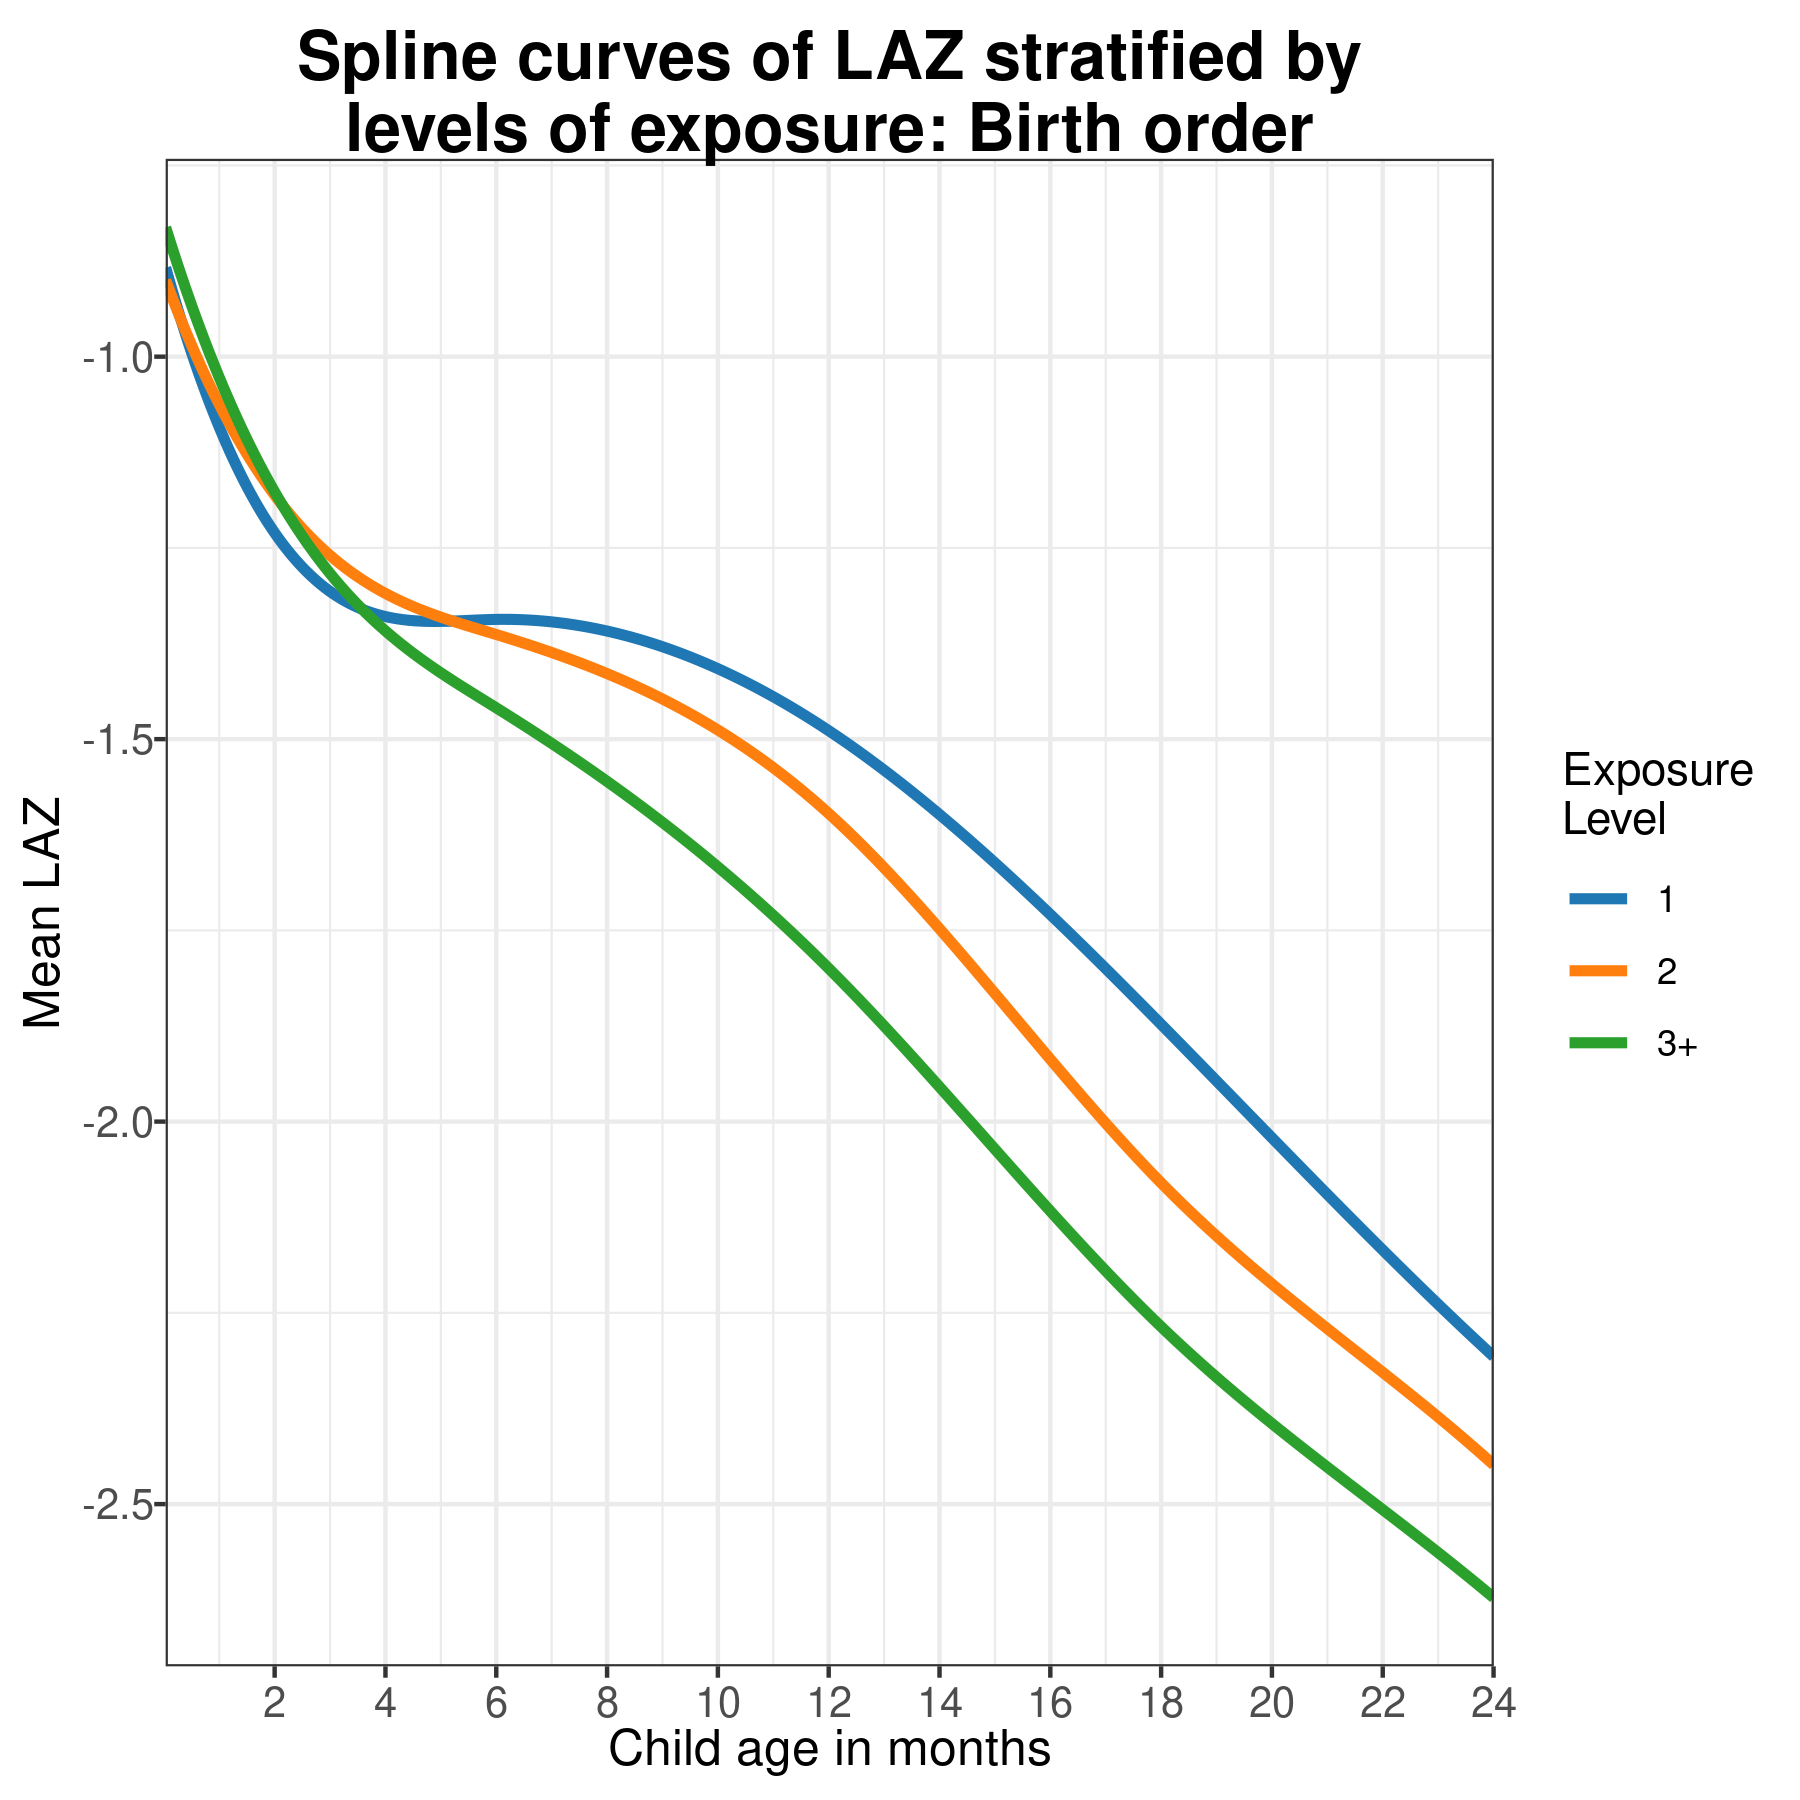 Spline curves of LAZ stratified by
levels of exposure: Birth order
Mean LAZ
-1.0
-1.5
-2.0
-2.5
2 4 6 8 10 12 14 16 18 20 22 24
Child age in months
Exposure
Level
1
2
3+